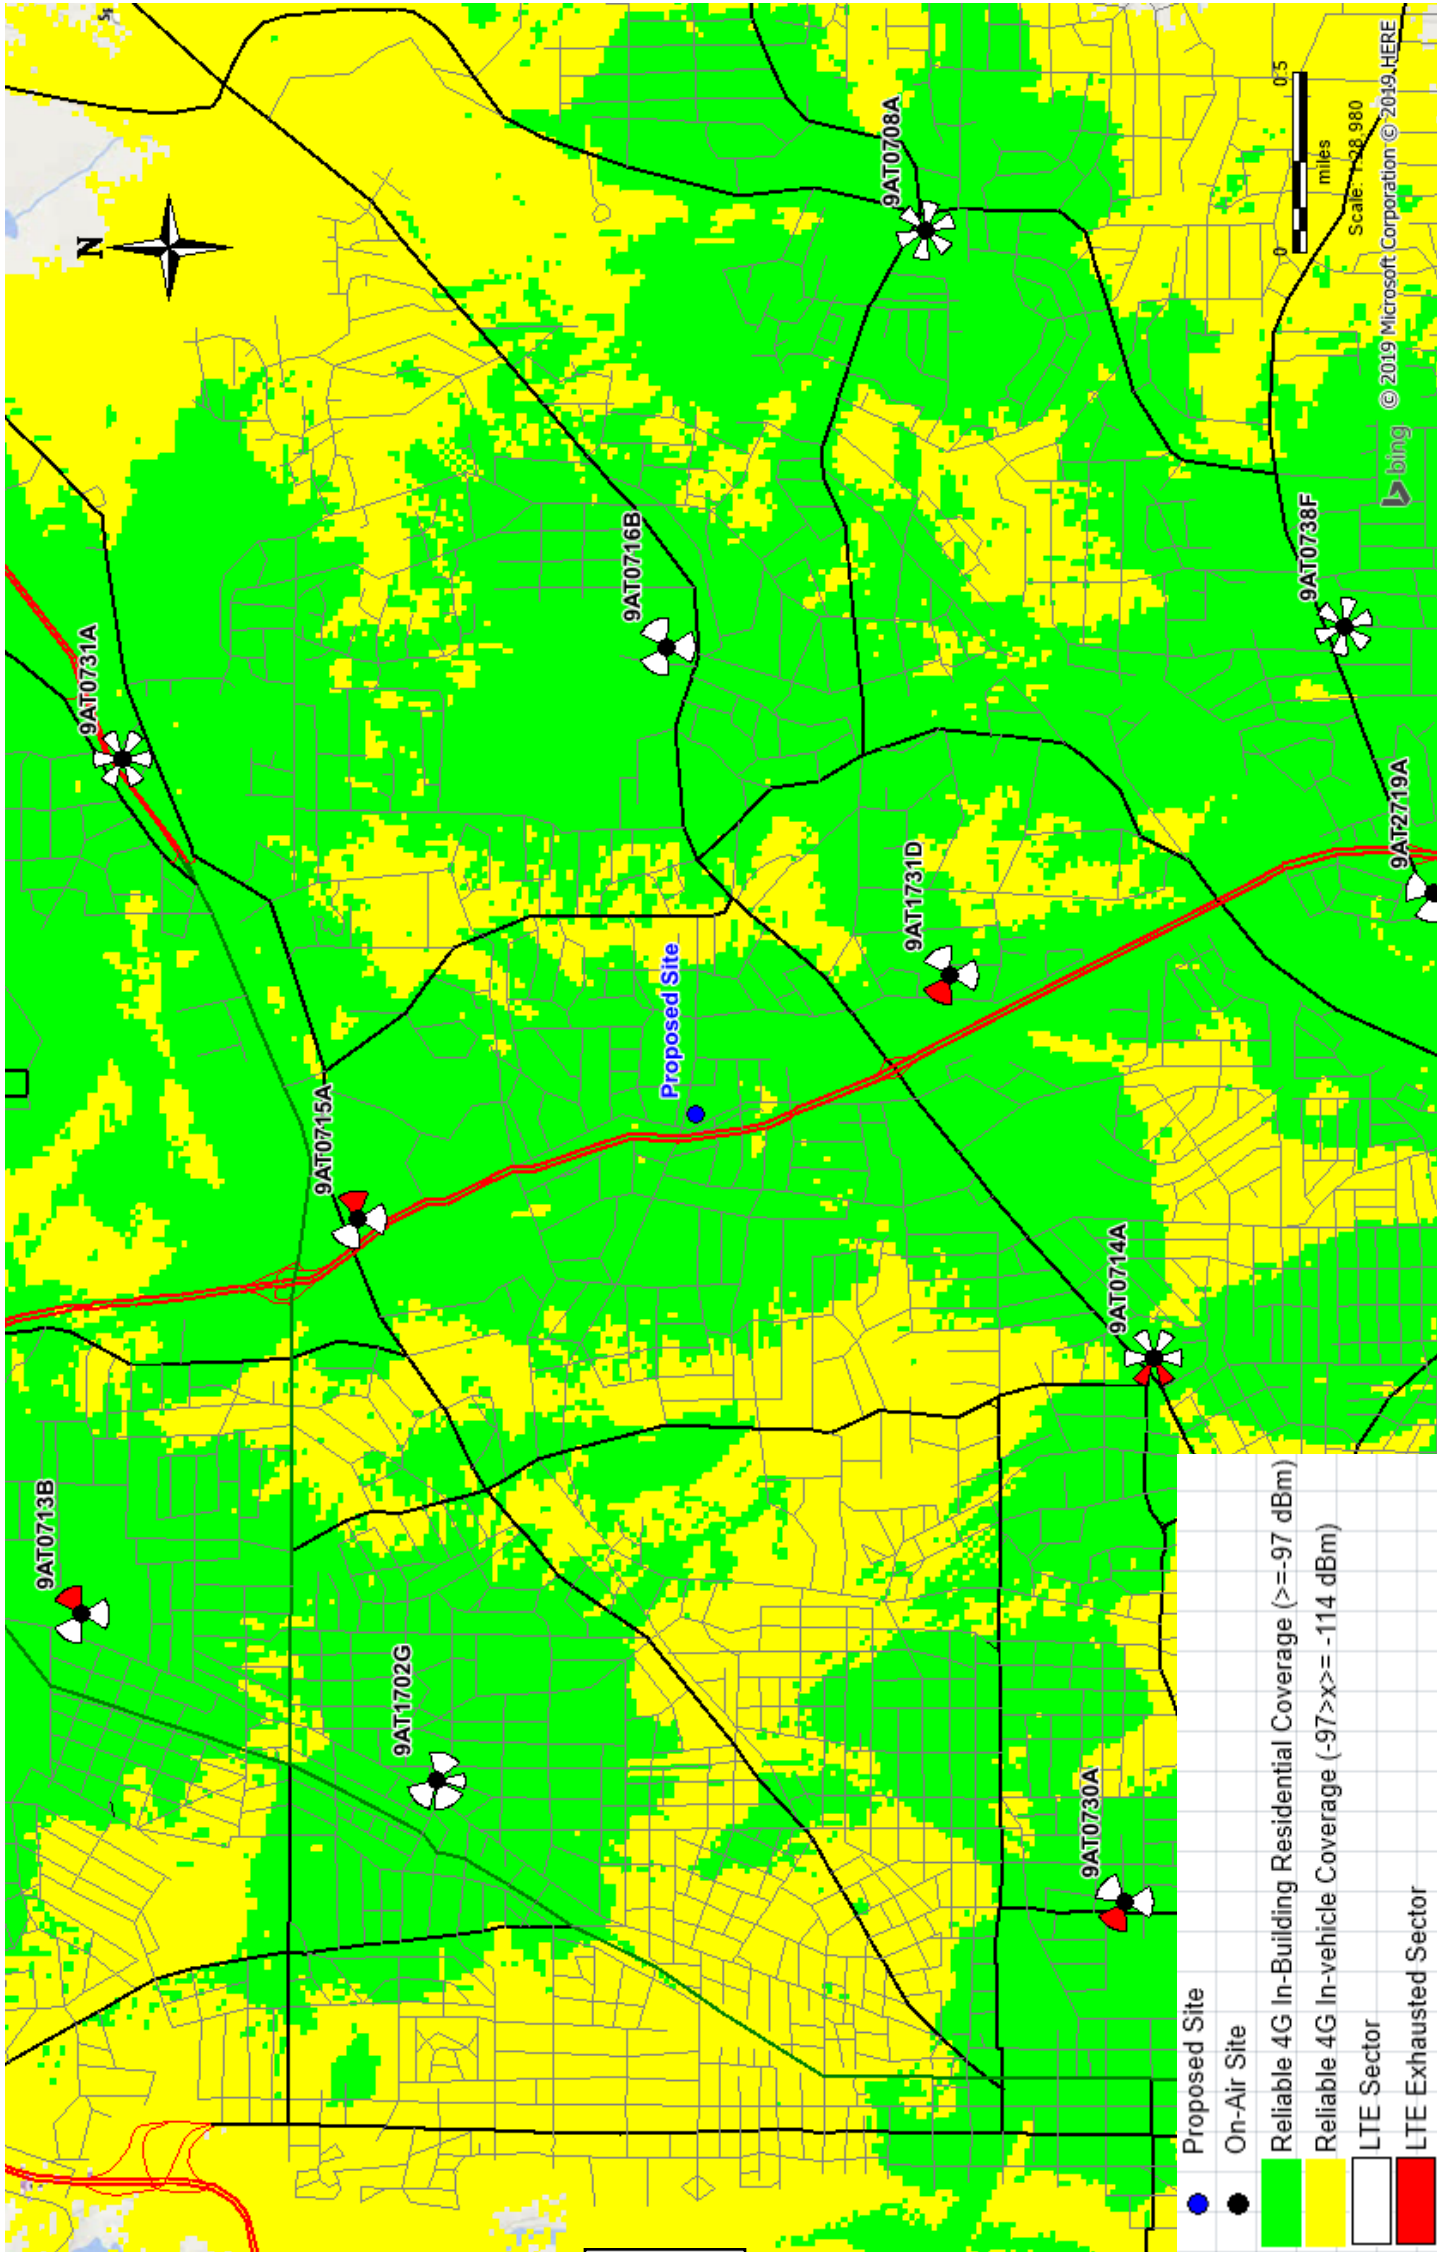 9AT0713B
9AT0731A
N
9AT0715A
9AT1702G
9AT0716B
Proposed Site
9AT0708A
9AT1731D
9AT0714A
9AT0730A
9AT0738F
9AT2719A
0 0.5
miles
Scale: 1:28,980
bing © 2019 Microsoft Corporation © 2019 HERE
Proposed Site
On-Air Site
Reliable 4G In-Building Residential Coverage (>=-97 dBm)
Reliable 4G In-vehicle Coverage (-97>x>= -114 dBm)
LTE Sector
LTE Exhausted Sector